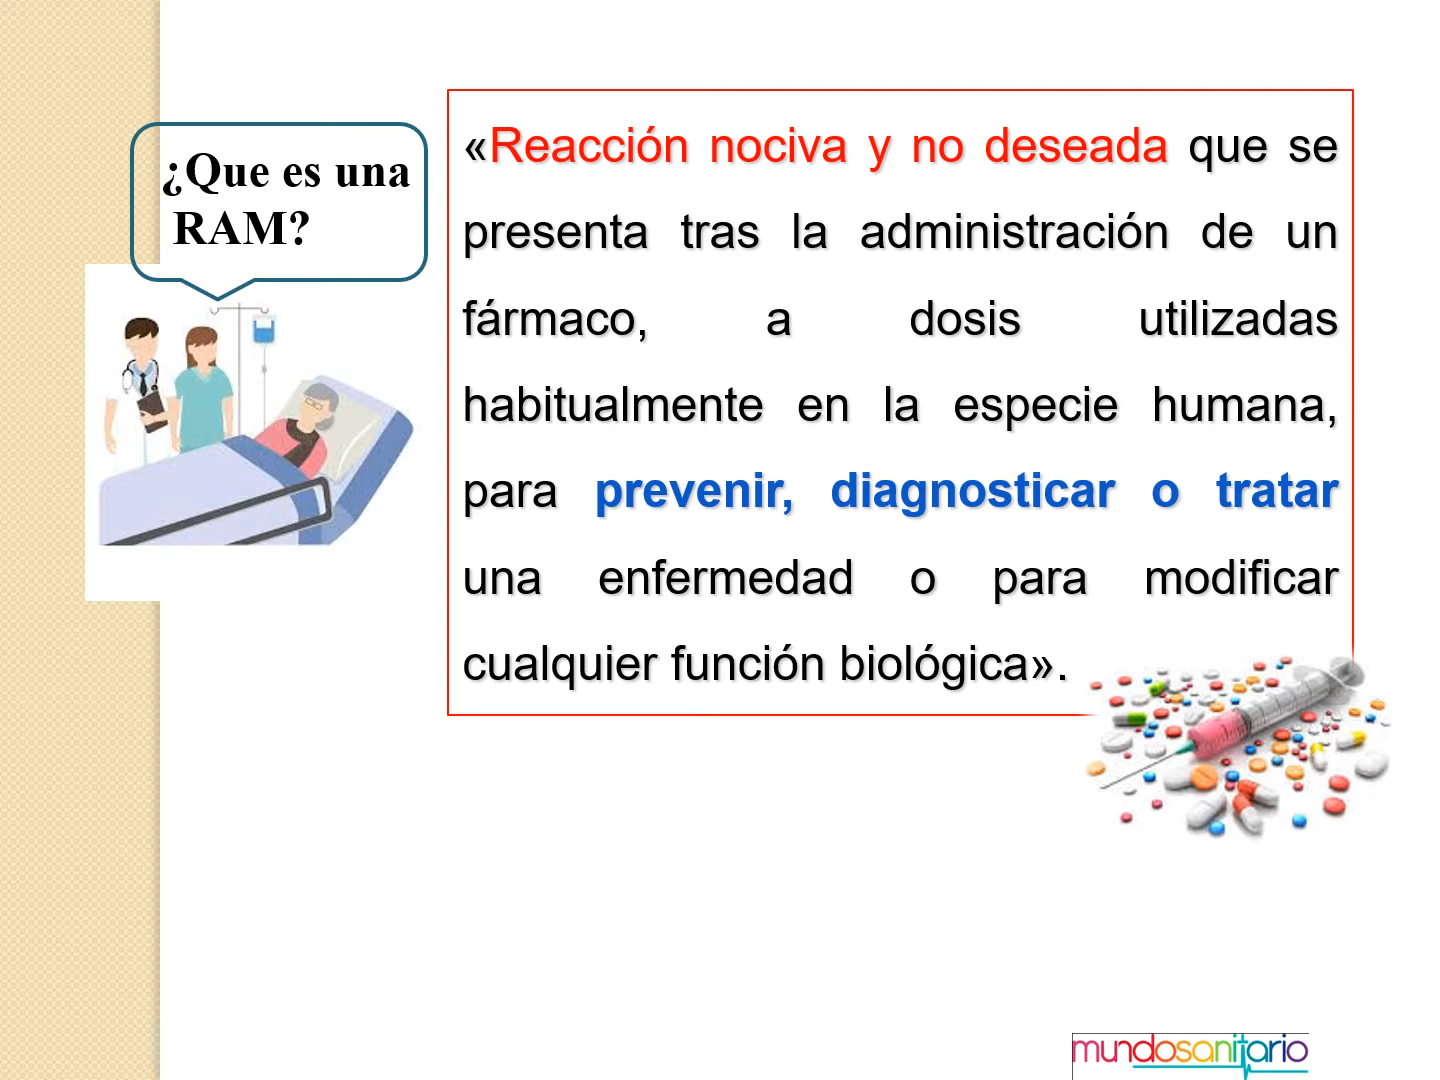 ¿Que es una
RAM?
«Reacción nociva y no deseada que se
presenta tras la administración de un
fármaco, a dosis utilizadas
habitualmente en la especie humana,
para prevenir, diagnosticar o tratar
una enfermedad o para modificar
cualquier función biológica».
mundosanitario